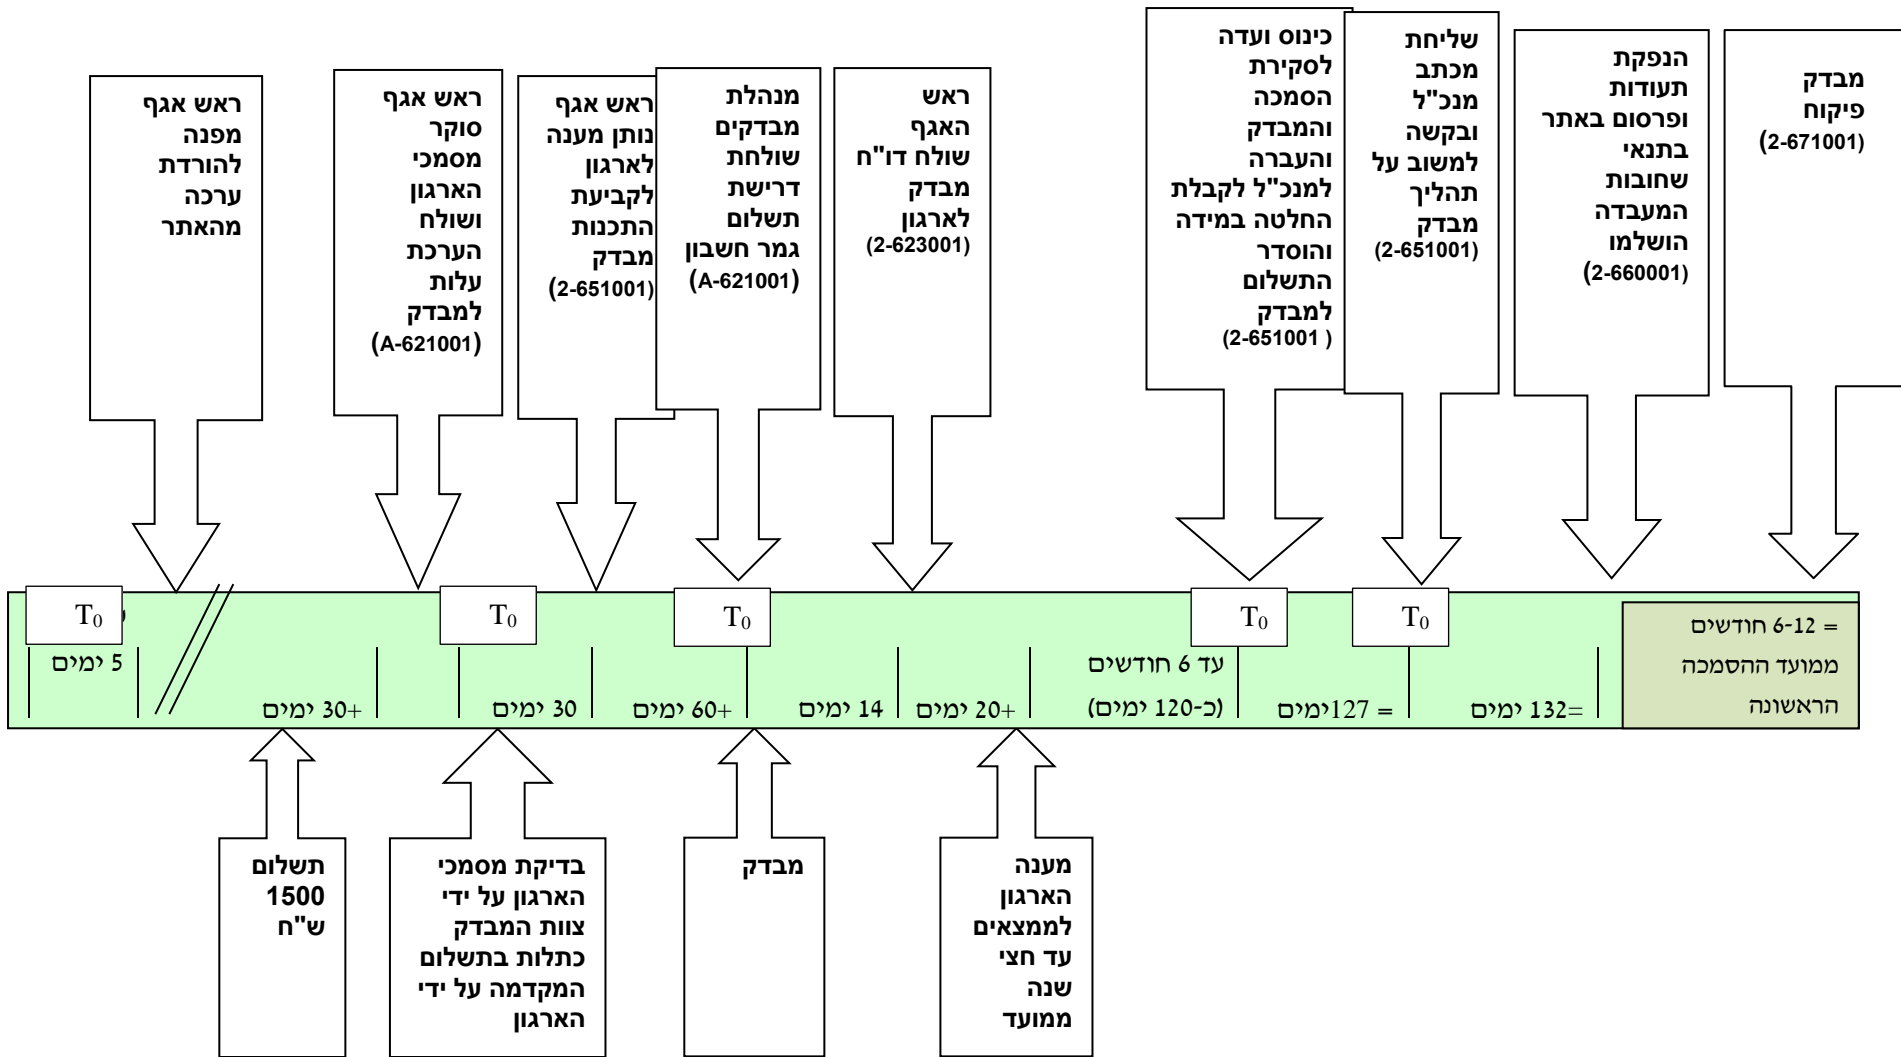 ראש אגף
מפנה
להורדת
ערכה
מהאתר
ראש אגף
סוקר
מסמכי
הארגון
ושולח
הערכת
עלות
למבדק
(A-621001)
ראש אגף
נותן מענה
לארגון
לקביעת
התכנות
מבדק
(2-651001)
מנהלת
מבדקים
שולחת
דרישת
תשלום
גמר חשבון
(A-621001)
ראש
האגף
שולח דו"ח
מבדק
לארגון
(2-623001)
כינוס ועדה
לסקירת
הסמכה
והמבדק
והעברה
למנכ"ל לקבלת
החלטה במידה
והוסדר
התשלום
למבדק
(2-651001 )
שליחת
מכתב
מנכ"ל
ובקשה
למשוב על
תהליך
מבדק
(2-651001)
הנפקת
תעודות
ופרסום באתר
בתנאי
שחובות
המעבדה
הושלמו
(2-660001)
מבדק
פיקוח
(2-671001)
T0
T0
T0
T0
T0
5 ימים
+30 ימים
30 ימים
+60 ימים
14 ימים
+20 ימים
עד 6 חודשים
(כ-120 ימים)
= 127ימים
=132 ימים
= 6-12 חודשים
ממועד ההסמכה
הראשונה
תשלום
1500
ש"ח
בדיקת מסמכי
הארגון על ידי
צוות המבדק
כתלות בתשלום
המקדמה על ידי
הארגון
מבדק
מענה
הארגון
לממצאים
עד חצי
שנה
ממועד